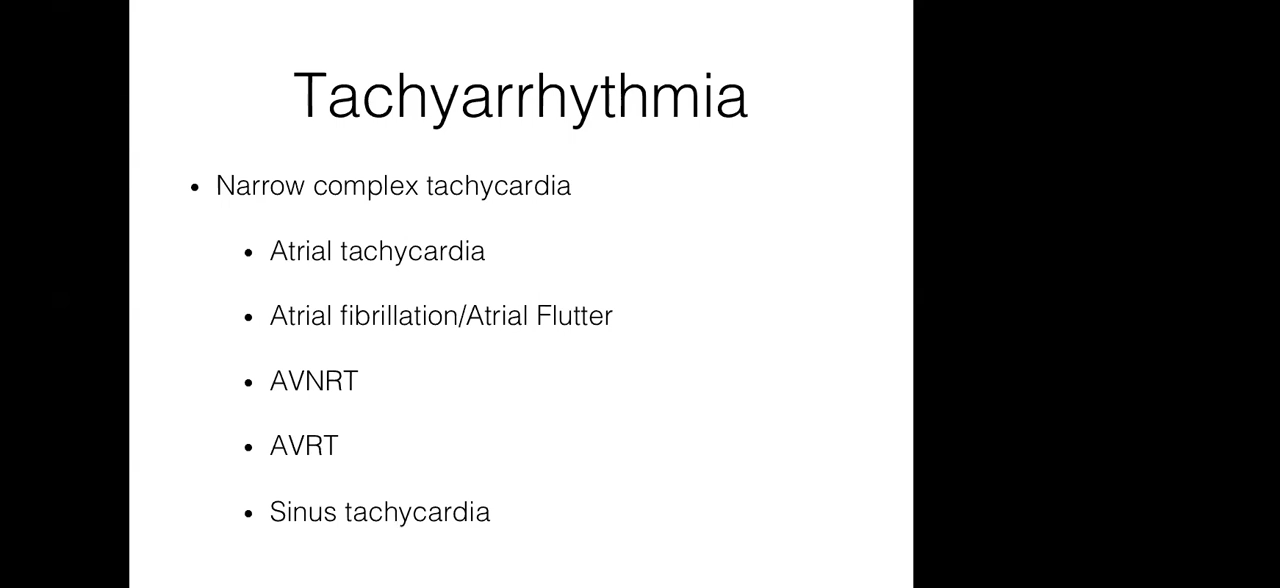 Tachyarrhythmia
• Narrow complex tachycardia
• Atrial tachycardia
• Atrial fibrillation/Atrial Flutter
• AVNRT
• AVRT
• Sinus tachycardia